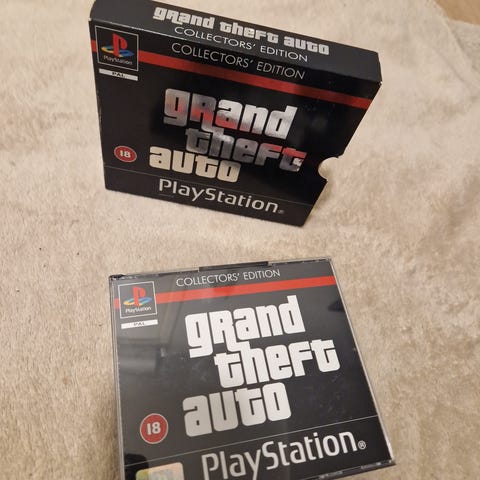 grand theft auto
COLLECTORS' EDITION
COLLECTORS' EDITION
PlayStation
PAL
grand
theft
auto
18
PlayStation®
COLLECTORS' EDITION
PlayStation
PAL
grand
theft
auto
18
PlayStation®